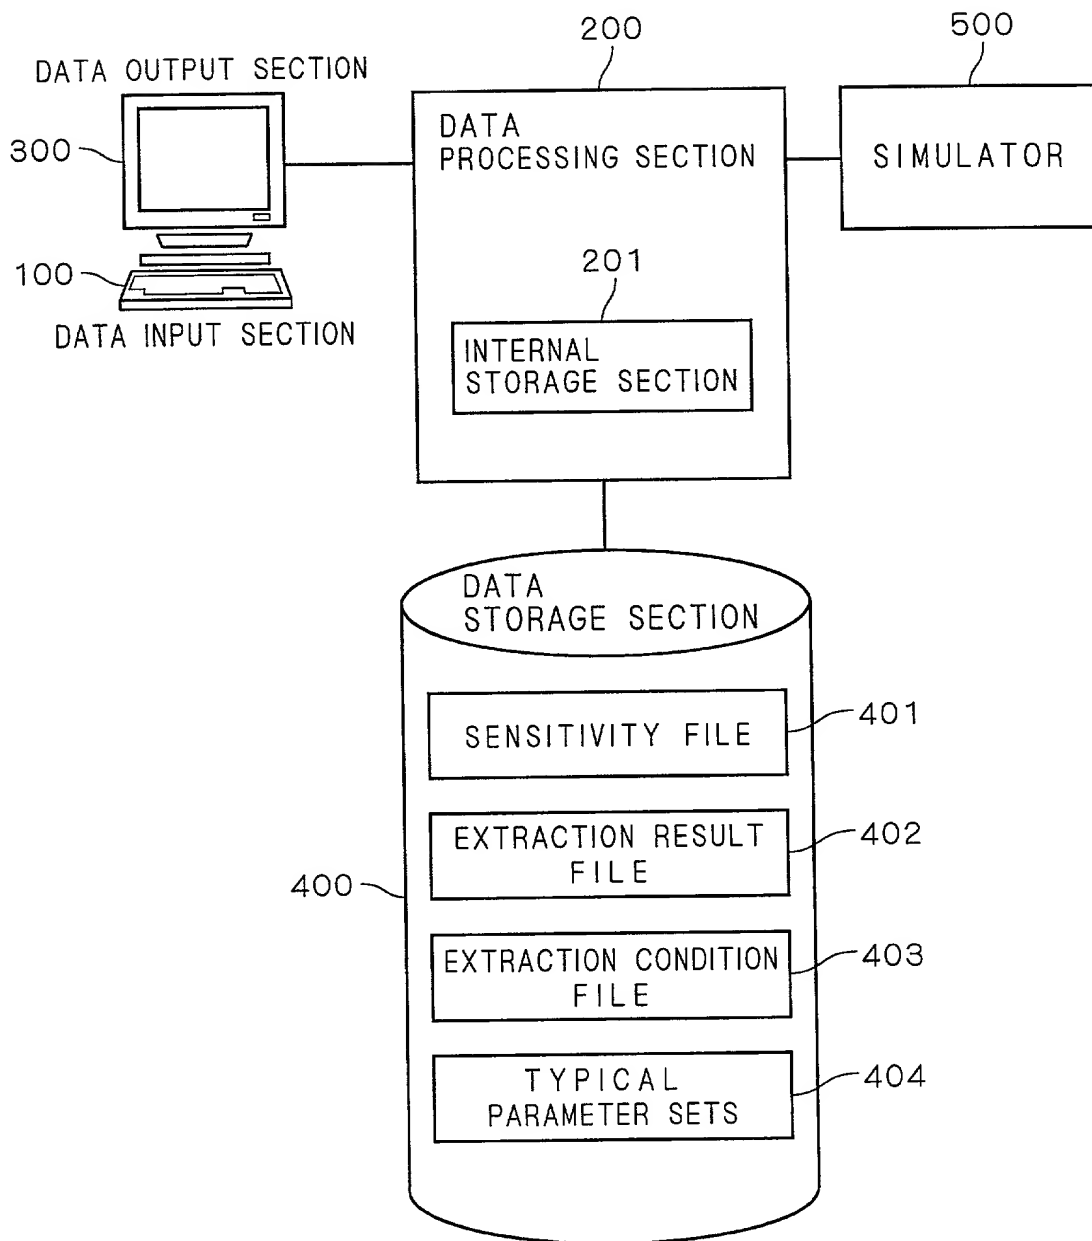 200
500
DATA OUTPUT SECTION
300
DATA
PROCESSING SECTION
SIMULATOR
100
201
DATA INPUT SECTION
INTERNAL
STORAGE SECTION
DATA
STORAGE SECTION
SENSITIVITY FILE
401
EXTRACTION RESULT
FILE
402
400
EXTRACTION CONDITION
FILE
403
TYPICAL
PARAMETER SETS
404